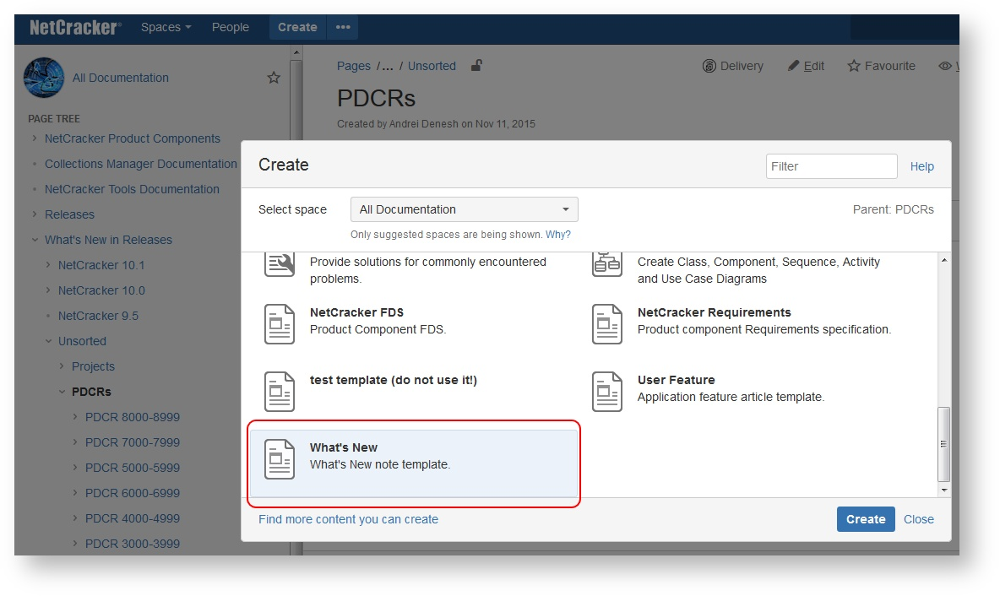 NetCracker® Spaces People Create •••
All Documentation
PAGE TREE
NetCracker Product Components
Collections Manager Documentation
NetCracker Tools Documentation
Releases
What's New in Releases
NetCracker 10.1
NetCracker 10.0
NetCracker 9.5
Unsorted
Projects
PDCRs
PDCR 8000-8999
PDCR 7000-7999
PDCR 5000-5999
PDCR 6000-6999
PDCR 4000-4999
PDCR 3000-3999
Pages /... / Unsorted
Delivery Edit Favourite
PDCRs
Created by Andrei Denesh on Nov 11, 2015
Create
Filter Help
Select space All Documentation Parent: PDCRs
Only suggested spaces are being shown. Why?
Provide solutions for commonly encountered
problems.
Create Class, Component, Sequence, Activity
and Use Case Diagrams
NetCracker FDS
Product Component FDS.
NetCracker Requirements
Product component Requirements specification.
test template (do not use it!)
User Feature
Application feature article template.
What's New
What's New note template.
Find more content you can create
Create Close